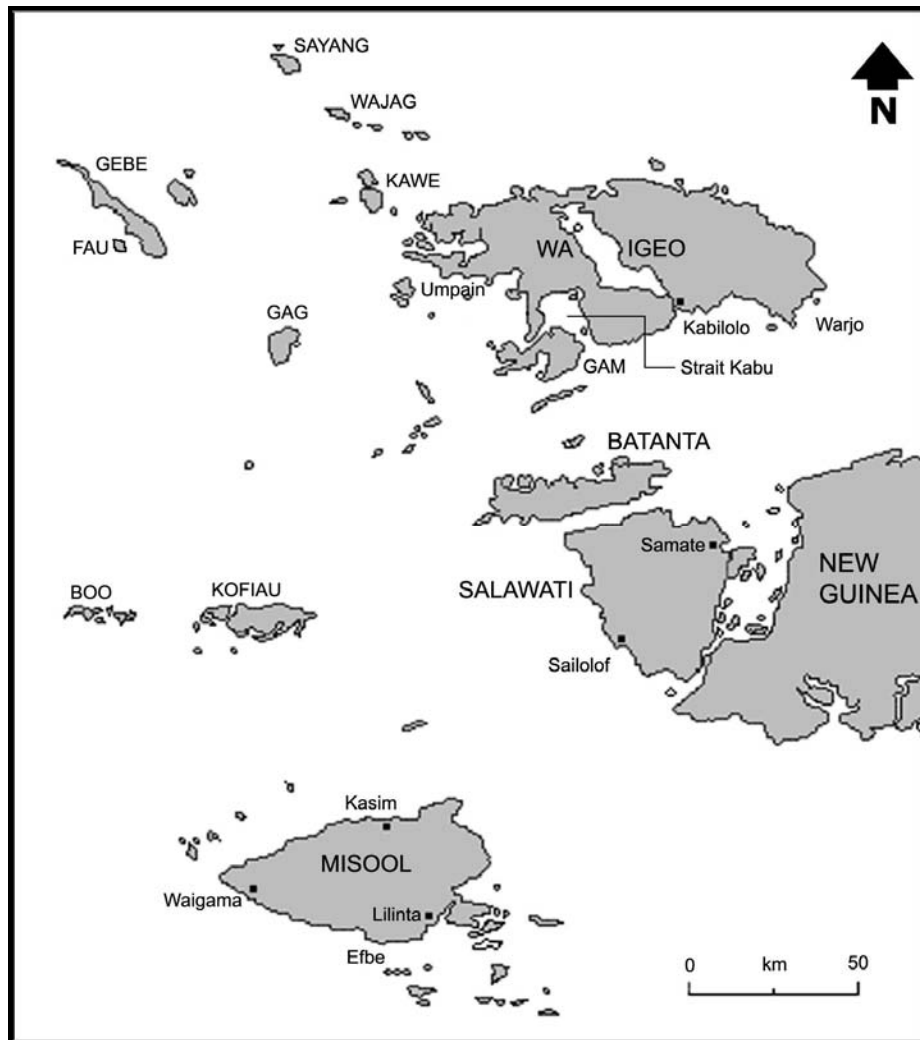 SAYANG
WAJAG
N
GEBE
KAWE
FAU
WA IGEO
Umpain
GAG
Kabilolo
Warjo
GAM
Strait Kabu
BATANTA
Samate
NEW
GUINEA
BOO
KOFIAU
SALAWATI
Sailolof
Kasim
MISOOL
Waigama
Lilinta
Efbe
0 km 50